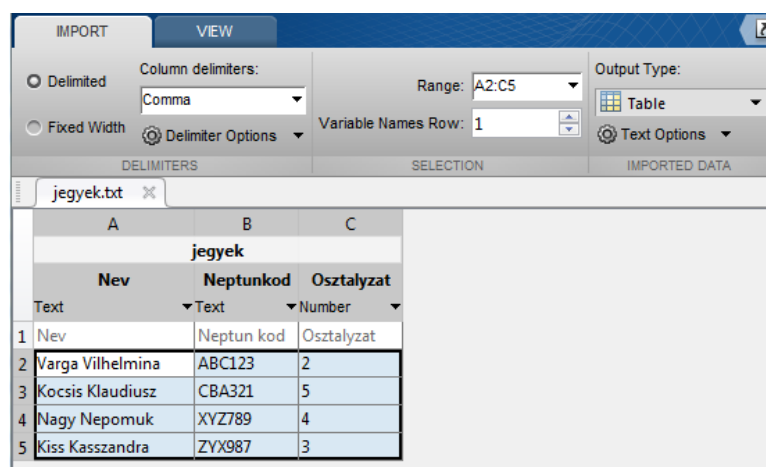 IMPORT VIEW
Delimited
Column delimiters:
Comma
Fixed Width
Delimiter Options
DELIMITERS
Range: A2:C5
Variable Names Row: 1
SELECTION
Output Type:
Table
Text Options
IMPORTED DATA
jegyek.txt
A B C
jegyek
Nev Neptunkod Osztalyzat
Text Text Number
1 Nev Neptun kod Osztalyzat
2 Varga Vilhelmina ABC123 2
3 Kocsis Klaudiusz CBA321 5
4 Nagy Nepomuk XYZ789 4
5 Kiss Kasszandra ZYX987 3